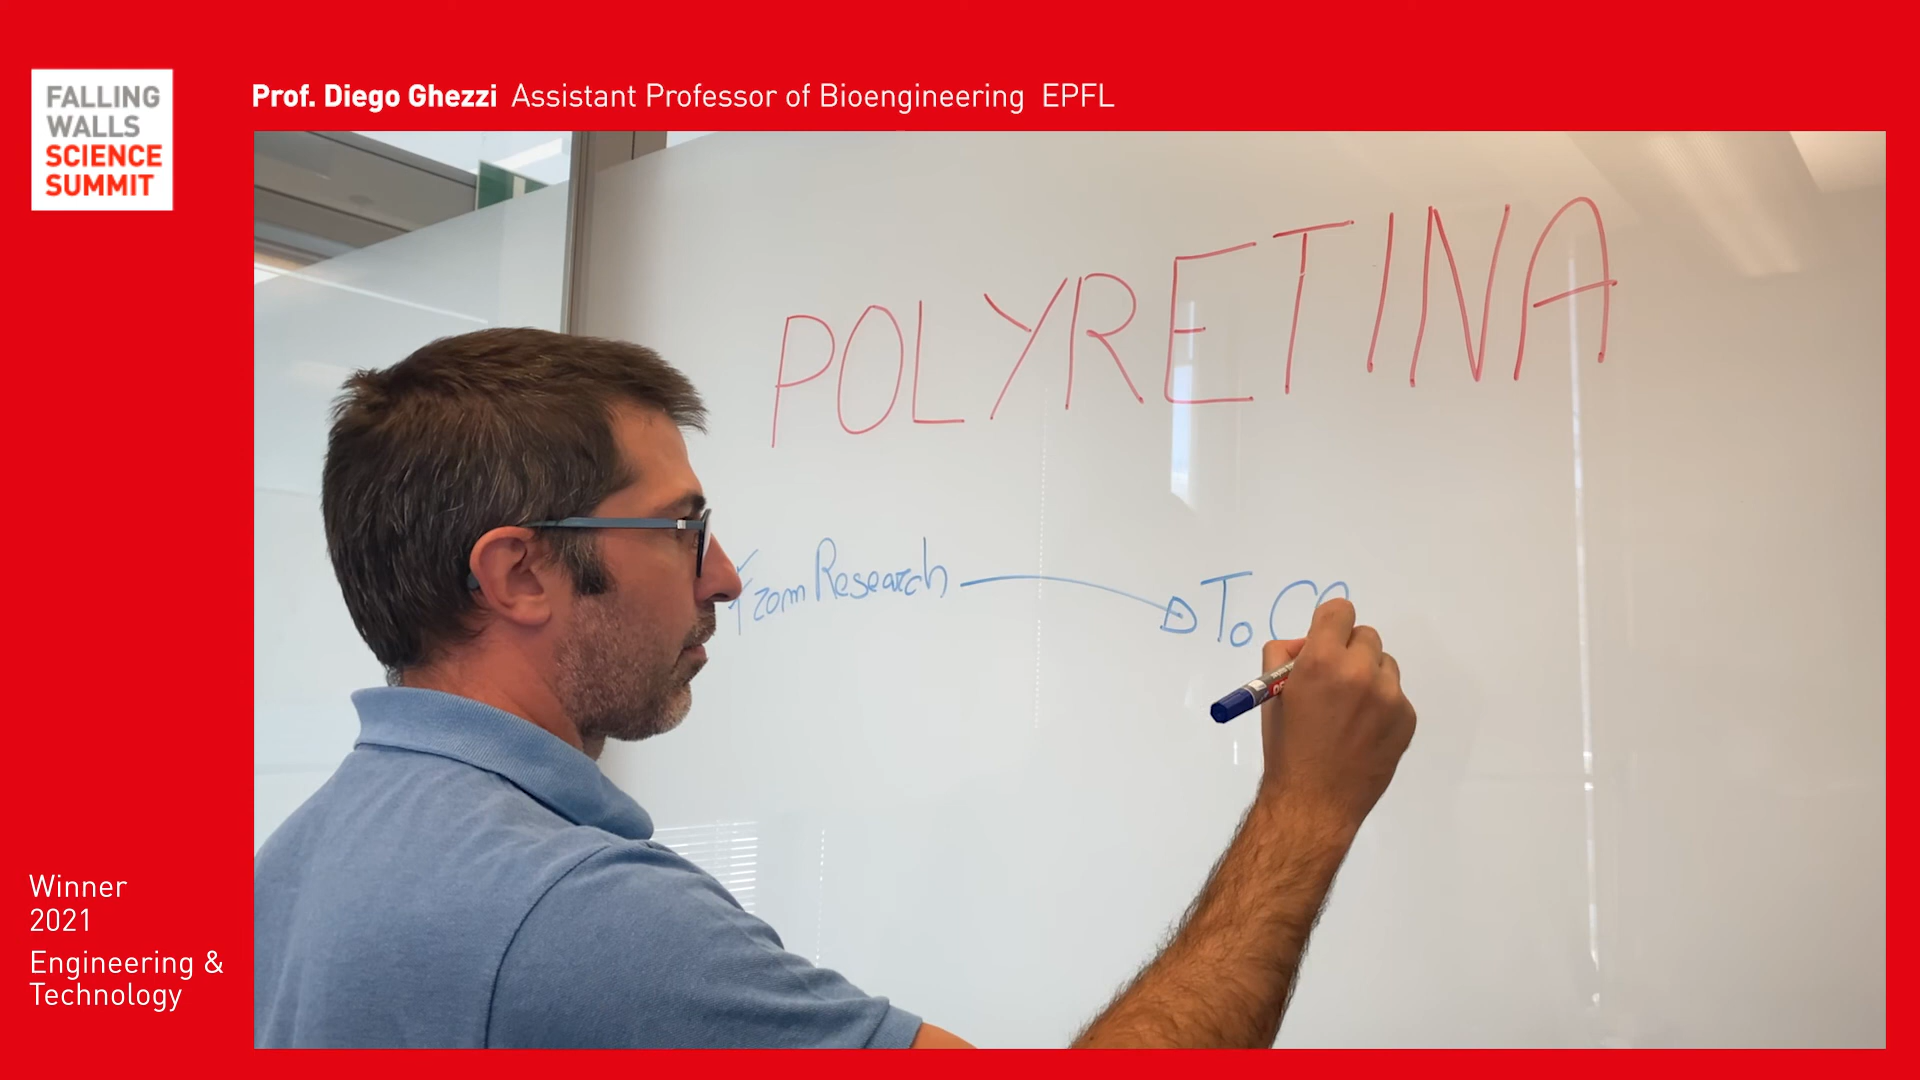 FALLING
WALLS
SCIENCE
SUMMIT
Prof. Diego Ghezzi Assistant Professor of Bioengineering EPFL
POLYRETINA
From Research
To
Winner
2021
Engineering &
Technology